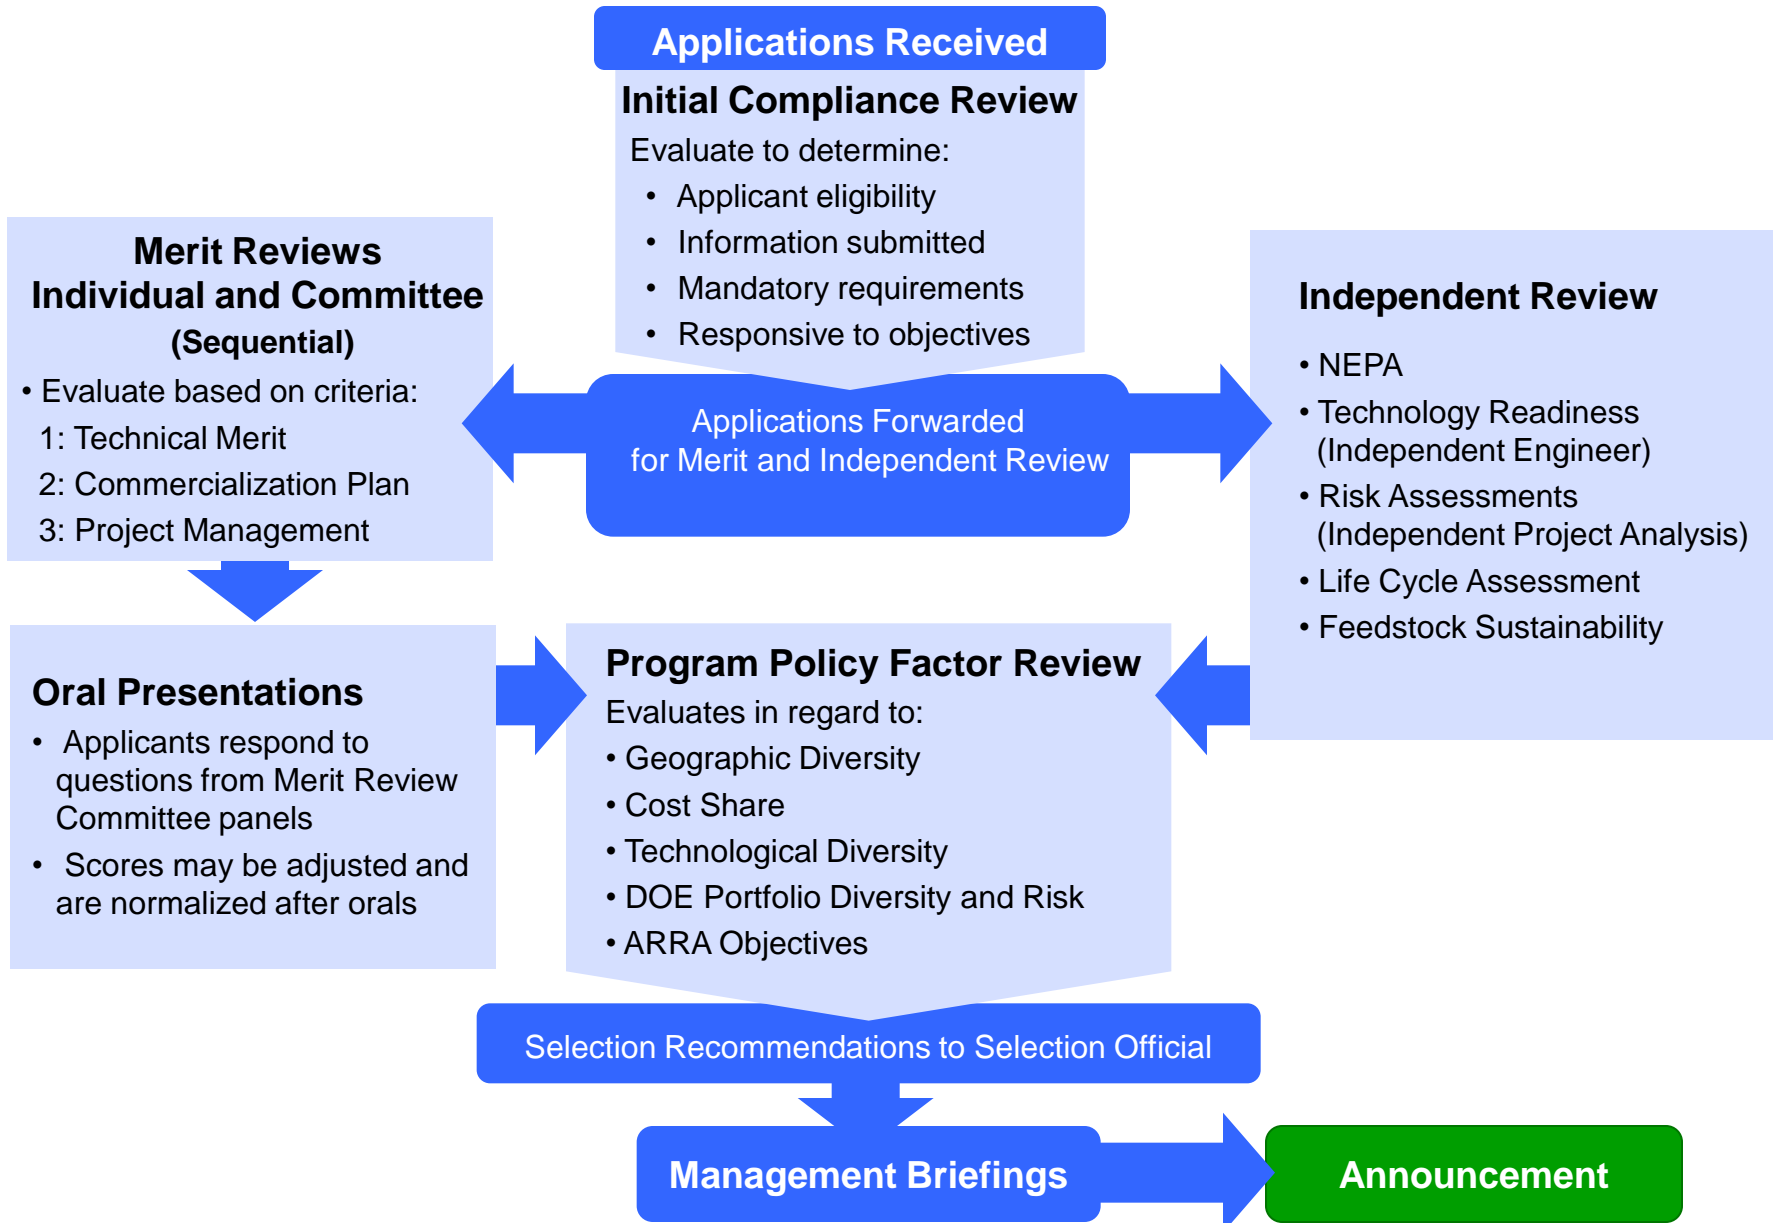 Applications Received
Initial Compliance Review
Evaluate to determine:
• Applicant eligibility
• Information submitted
• Mandatory requirements
• Responsive to objectives
Merit Reviews
Individual and Committee
(Sequential)
• Evaluate based on criteria:
1: Technical Merit
2: Commercialization Plan
3: Project Management
Applications Forwarded
for Merit and Independent Review
Independent Review
• NEPA
• Technology Readiness
(Independent Engineer)
• Risk Assessments
(Independent Project Analysis)
• Life Cycle Assessment
• Feedstock Sustainability
Oral Presentations
• Applicants respond to
questions from Merit Review
Committee panels
• Scores may be adjusted and
are normalized after orals
Program Policy Factor Review
Evaluates in regard to:
• Geographic Diversity
• Cost Share
• Technological Diversity
• DOE Portfolio Diversity and Risk
• ARRA Objectives
Selection Recommendations to Selection Official
Management Briefings
Announcement